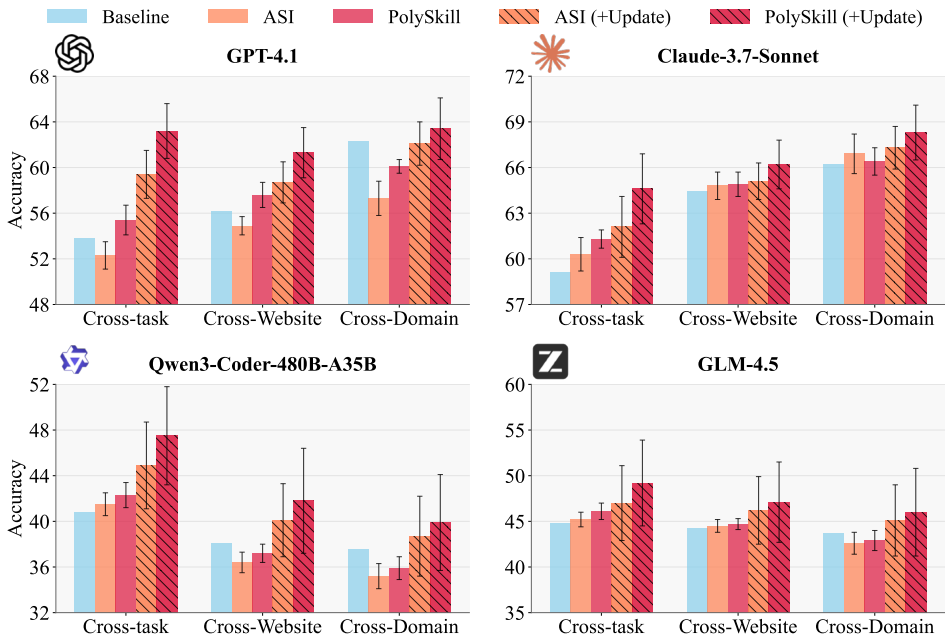 Baseline ASI PolySkill ASI (+Update) PolySkill (+Update)
GPT-4.1
Accuracy
68
64
60
56
52
48
Cross-task Cross-Website Cross-Domain
Claude-3.7-Sonnet
72
69
66
63
60
57
Cross-task Cross-Website Cross-Domain
Qwen3-Coder-480B-A35B
Accuracy
52
48
44
40
36
32
Cross-task Cross-Website Cross-Domain
Z
GLM-4.5
60
55
50
45
40
35
Cross-task Cross-Website Cross-Domain